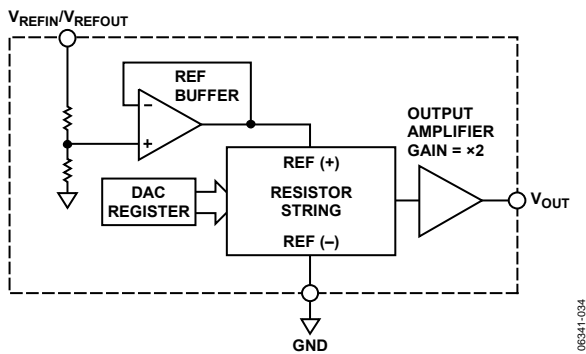 VREFIN/VREFOUT
REF
BUFFER
−
+
OUTPUT
AMPLIFIER
GAIN = ×2
REF (+)
RESISTOR
STRING
REF (−)
DAC
REGISTER
VOUT
GND
06341-034